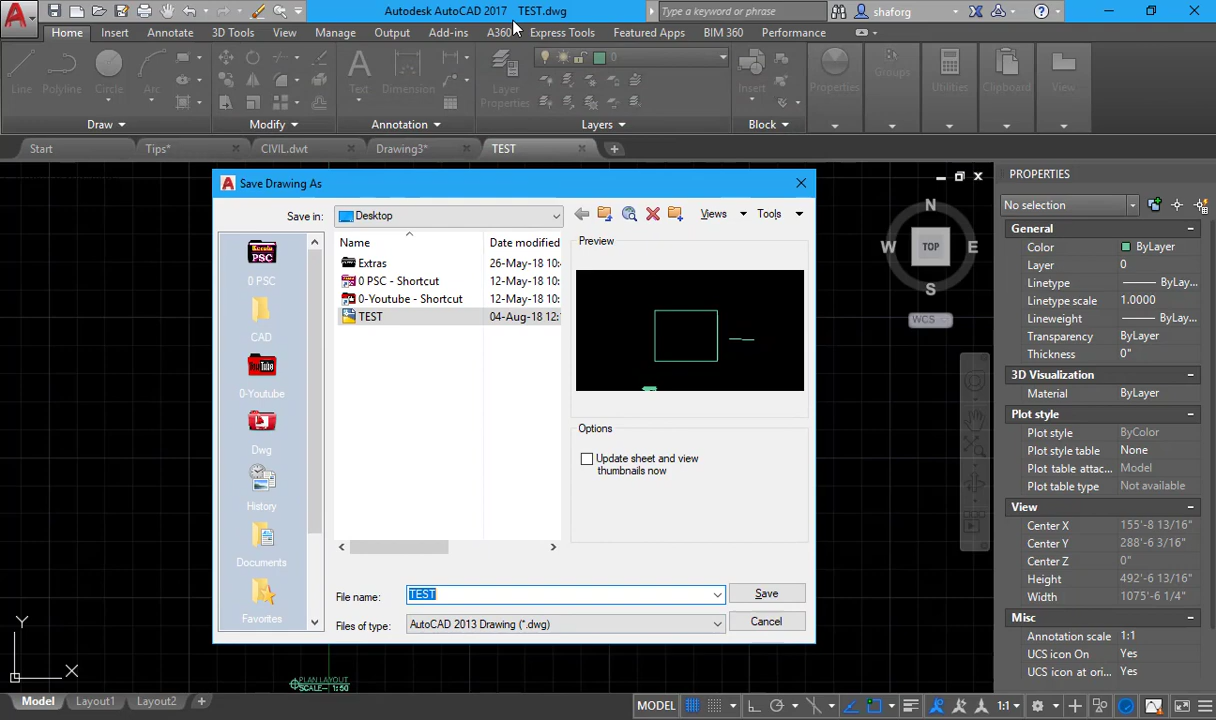 Autodesk AutoCAD 2017 TEST.dwg
Type a keyword or phrase
shaforg
Home Insert Annotate 3D Tools View Manage Output Add-ins A360 Express Tools Featured Apps BIM 360 Performance
0
Line Polyline Circle Arc Text Dimension Layer Properties Insert Properties Groups Utilities Clipboard View
Draw Modify Annotation Layers Block
Start Tips* CIVIL.dwt Drawing3* TEST
Save Drawing As
Save in: Desktop
Views Tools
Name Date modified
Extras 26-May-18 10:
0 PSC - Shortcut 12-May-18 10:
0-Youtube - Shortcut 12-May-18 10:
TEST 04-Aug-18 12:
PSC
0 PSC
CAD
0-Youtube
Dwg
History
Documents
Favorites
Preview
Options
Update sheet and view
thumbnails now
File name: TEST
Save
Files of type: AutoCAD 2013 Drawing (*.dwg)
Cancel
N
W TOP E
S
WCS
PROPERTIES
No selection
General
Color ByLayer
Layer 0
Linetype ByLay...
Linetype scale 1.0000
Lineweight ByLay...
Transparency ByLayer
Thickness 0"
3D Visualization
Material ByLayer
Plot style
Plot style ByColor
Plot style table None
Plot table attac... Model
Plot table type Not available
View
Center X 155'-8 13/16"
Center Y 288'-6 3/16"
Center Z 0"
Height 492'-6 13/16"
Width 1075'-6 1/4"
Misc
Annotation scale 1:1
UCS icon On Yes
UCS icon at ori... Yes
Y
X
PLAN LAYOUT
SCALE- 1:50
Model Layout1 Layout2
MODEL 1:1